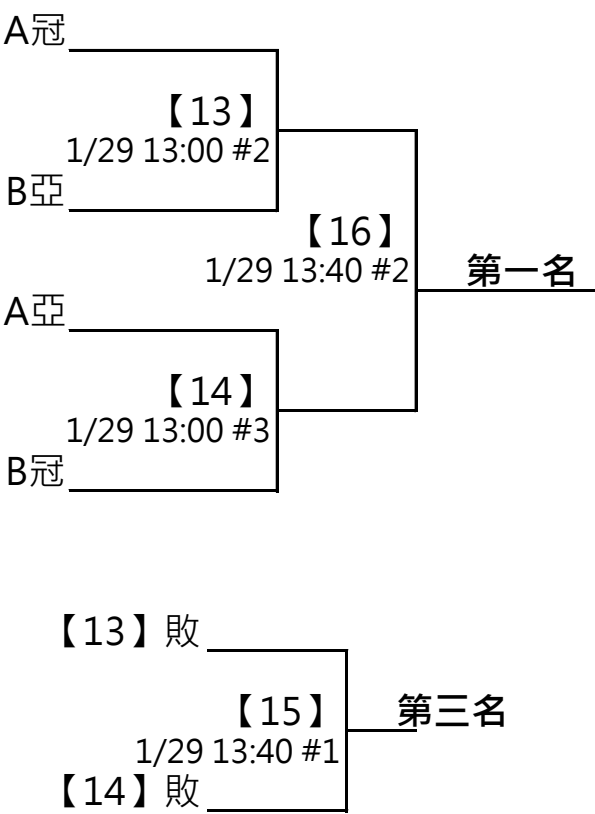 A冠
【13】
1/29 13:00 #2
B亞
【16】
1/29 13:40 #2
第一名
A亞
【14】
1/29 13:00 #3
B冠
【13】敗
【15】
第三名
1/29 13:40 #1
【14】敗